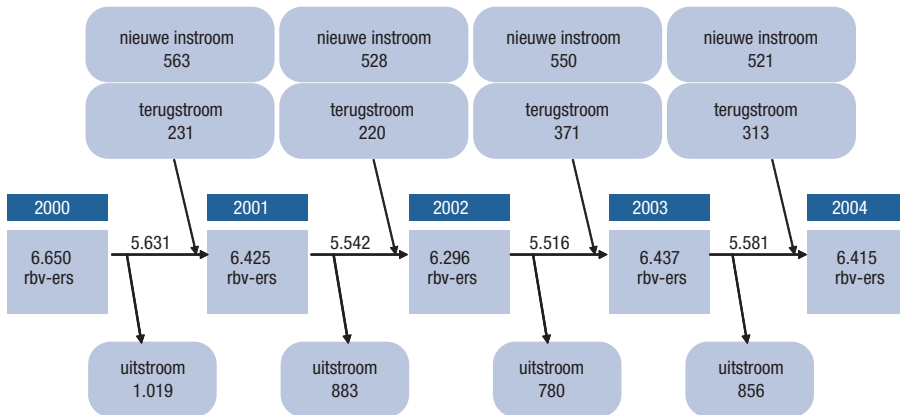 nieuwe instroom
563
nieuwe instroom
528
nieuwe instroom
550
nieuwe instroom
521
terugstroom
231
terugstroom
220
terugstroom
371
terugstroom
313
2000
2001
2002
2003
2004
6.650
rbv-ers
5.631
6.425
rbv-ers
5.542
6.296
rbv-ers
5.516
6.437
rbv-ers
5.581
6.415
rbv-ers
uitstroom
1.019
uitstroom
883
uitstroom
780
uitstroom
856